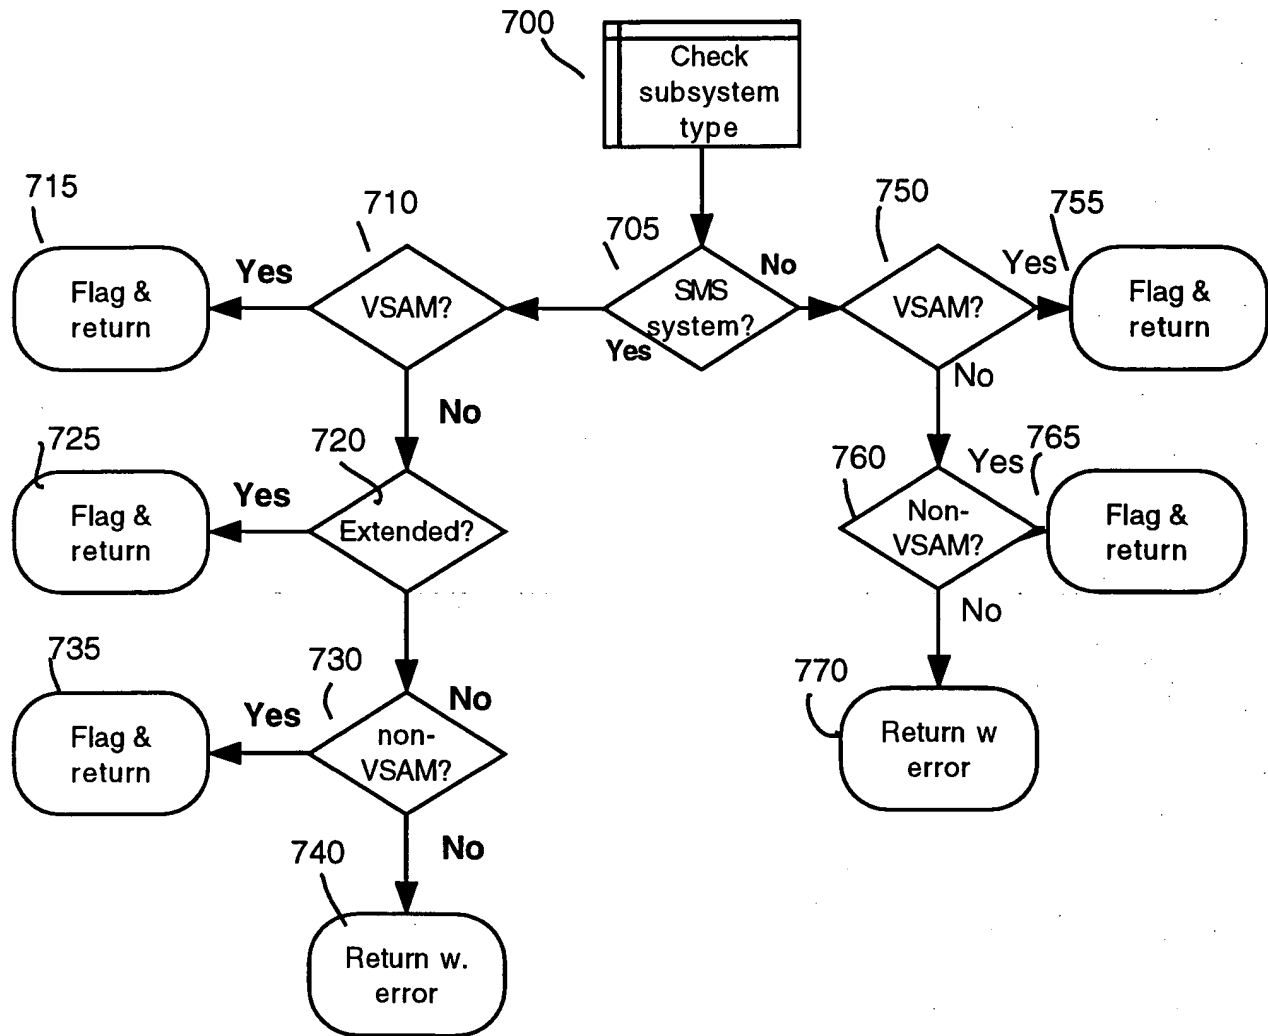 700
Check
subsystem
type
715
710
705
750
755
Yes
No
Yes
Flag &
return
VSAM?
SMS
system?
VSAM?
Flag &
return
Yes
No
No
725
720
760
Yes
765
Yes
Flag &
return
Extended?
Non-
VSAM?
Flag &
return
No
735
730
No
Yes
770
Flag &
return
non-
VSAM?
Return w
error
No
740
Return w.
error